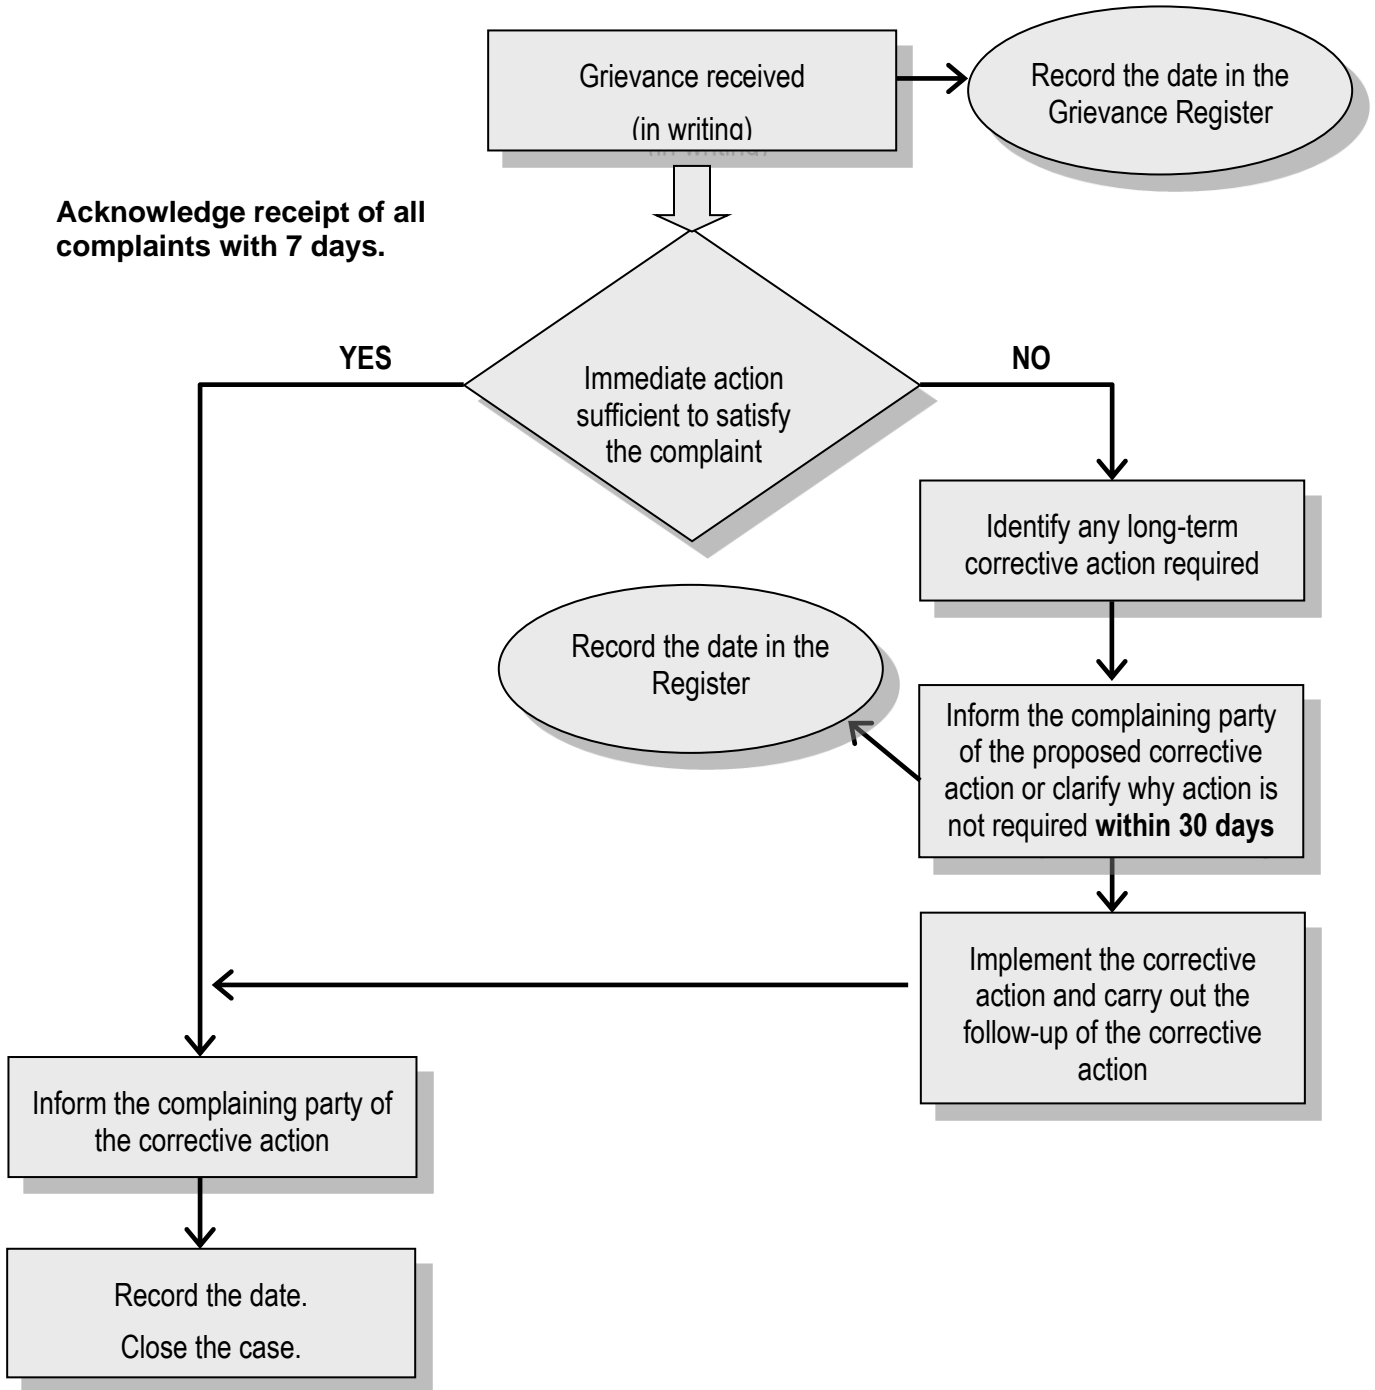 Grievance received
(in writing)
Record the date in the
Grievance Register
Acknowledge receipt of all
complaints with 7 days.
YES
NO
Immediate action
sufficient to satisfy
the complaint
Identify any long-term
corrective action required
Record the date in the
Register
Inform the complaining party
of the proposed corrective
action or clarify why action is
not required within 30 days
Implement the corrective
action and carry out the
follow-up of the corrective
action
Inform the complaining party of
the corrective action
Record the date.
Close the case.